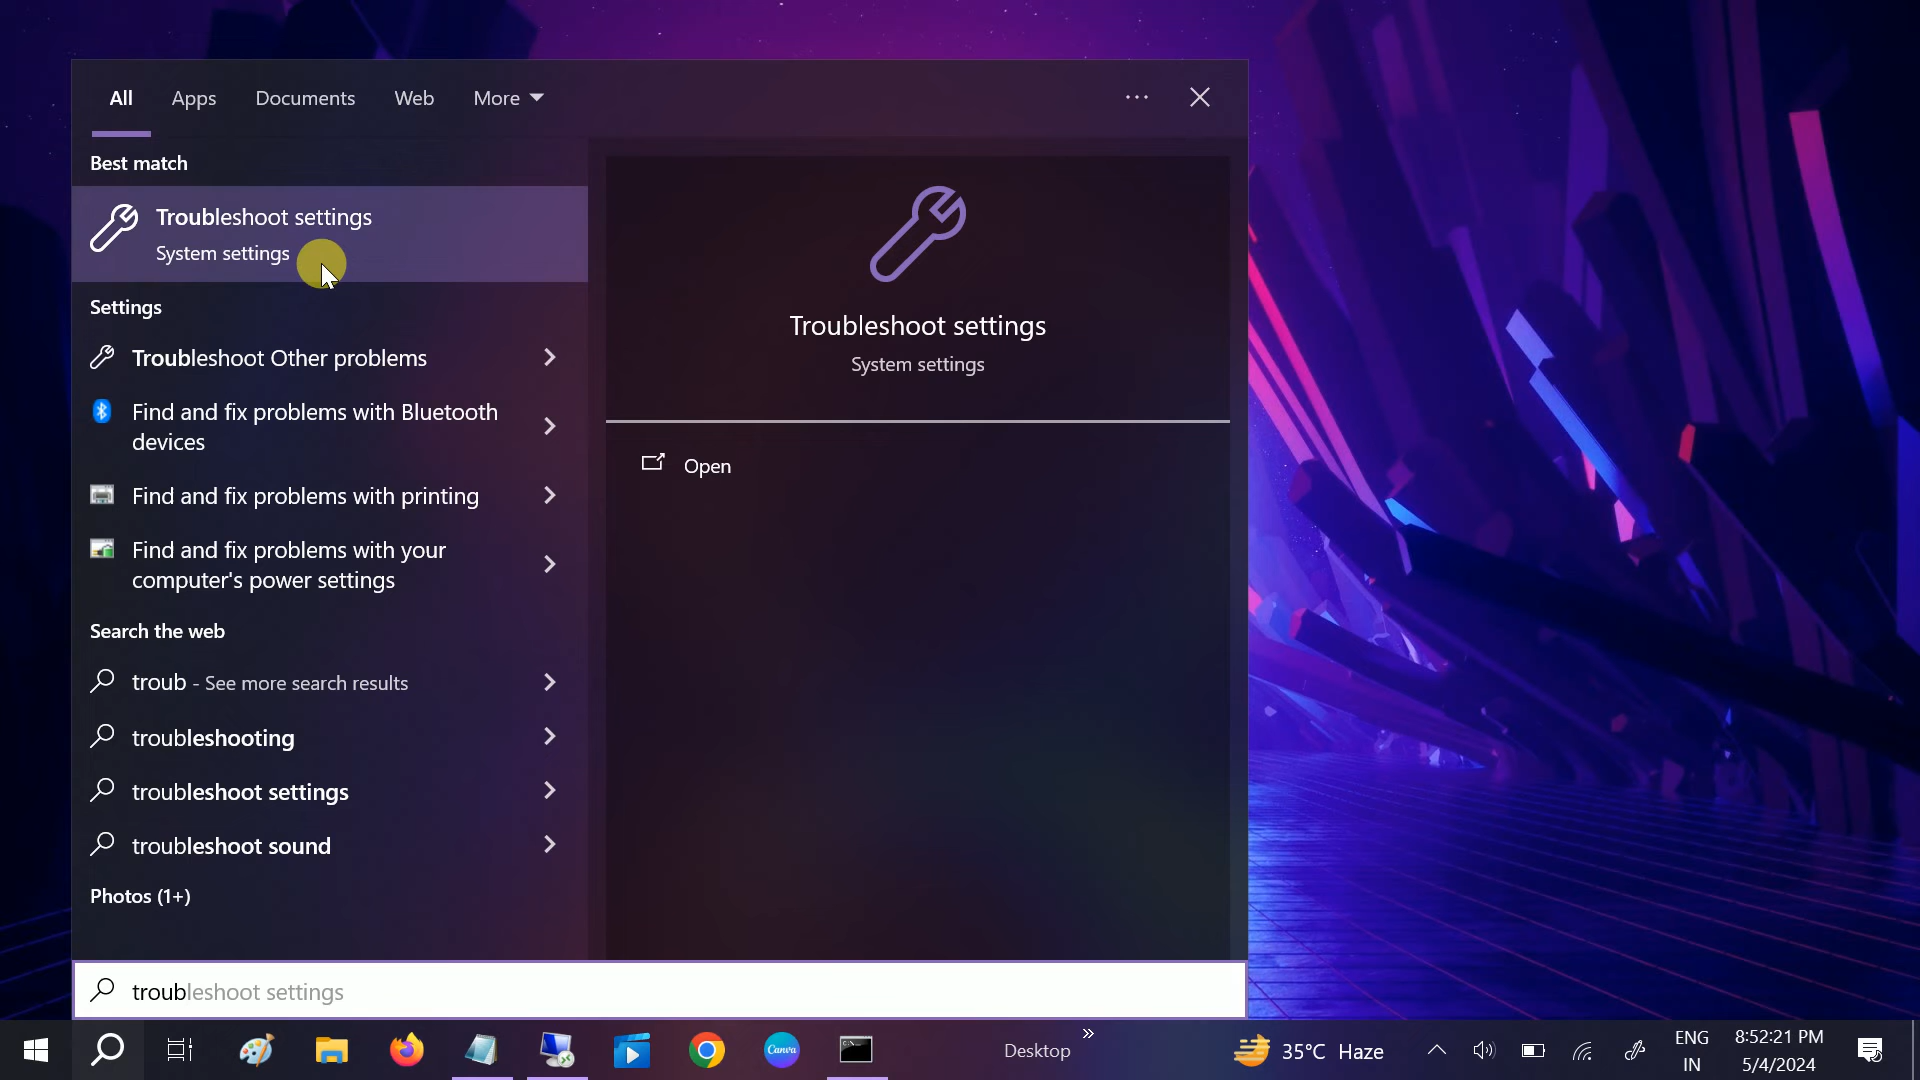 All Apps Documents Web More
Best match
Troubleshoot settings
System settings
Settings
Troubleshoot Other problems
Find and fix problems with Bluetooth
devices
Find and fix problems with printing
Find and fix problems with your
computer's power settings
Search the web
troub - See more search results
troubleshooting
troubleshoot settings
troubleshoot sound
Photos (1+)
Troubleshoot settings
System settings
Open
troubleshoot settings
Canva
Desktop
35°C Haze
ENG
IN
8:52:21 PM
5/4/2024